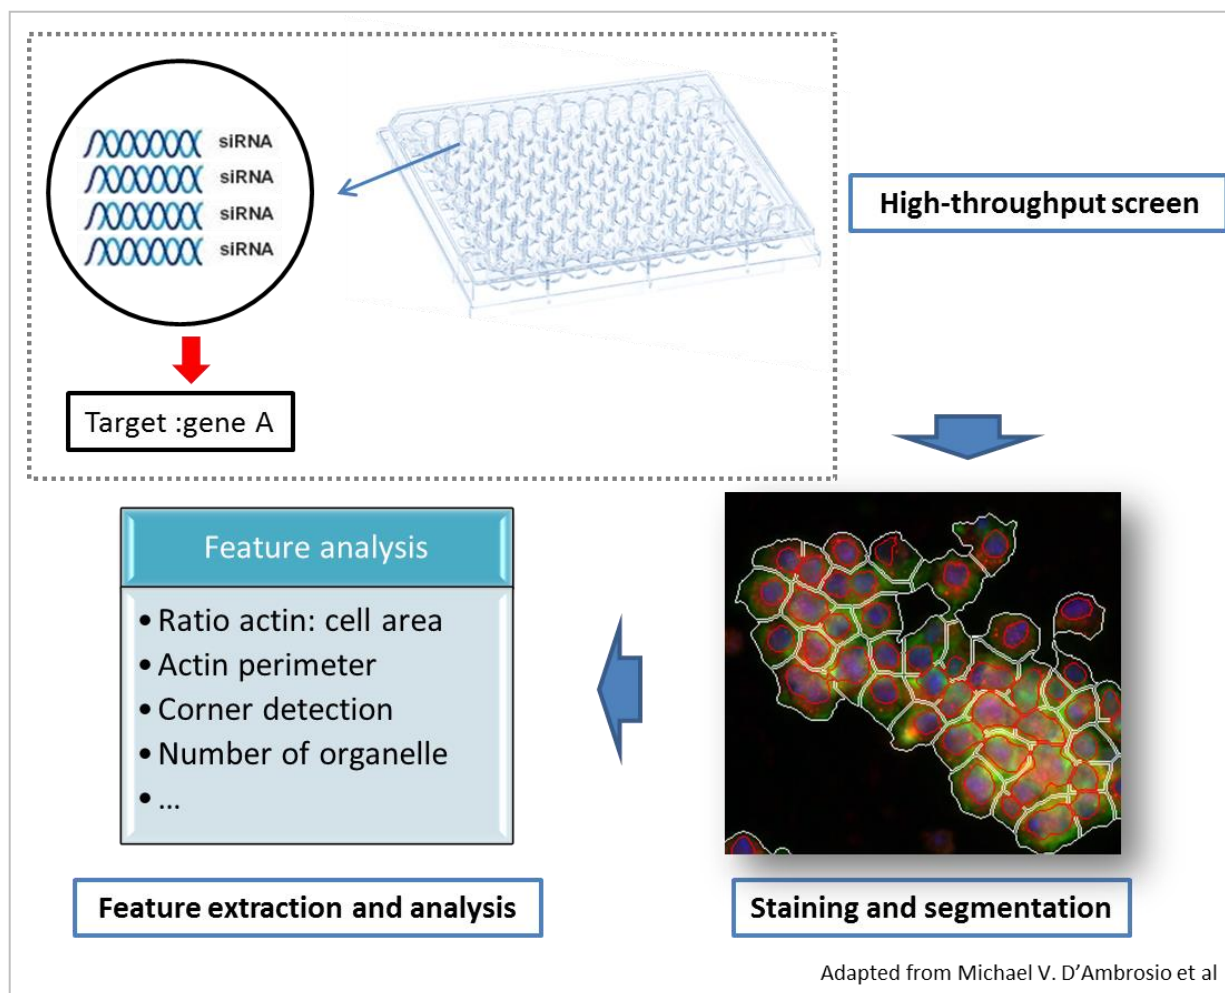 siRNA
siRNA
siRNA
siRNA
High-throughput screen
Target :gene A
Feature analysis
• Ratio actin: cell area
• Actin perimeter
• Corner detection
• Number of organelle
• ...
Feature extraction and analysis
Staining and segmentation
Adapted from Michael V. D’Ambrosio et al